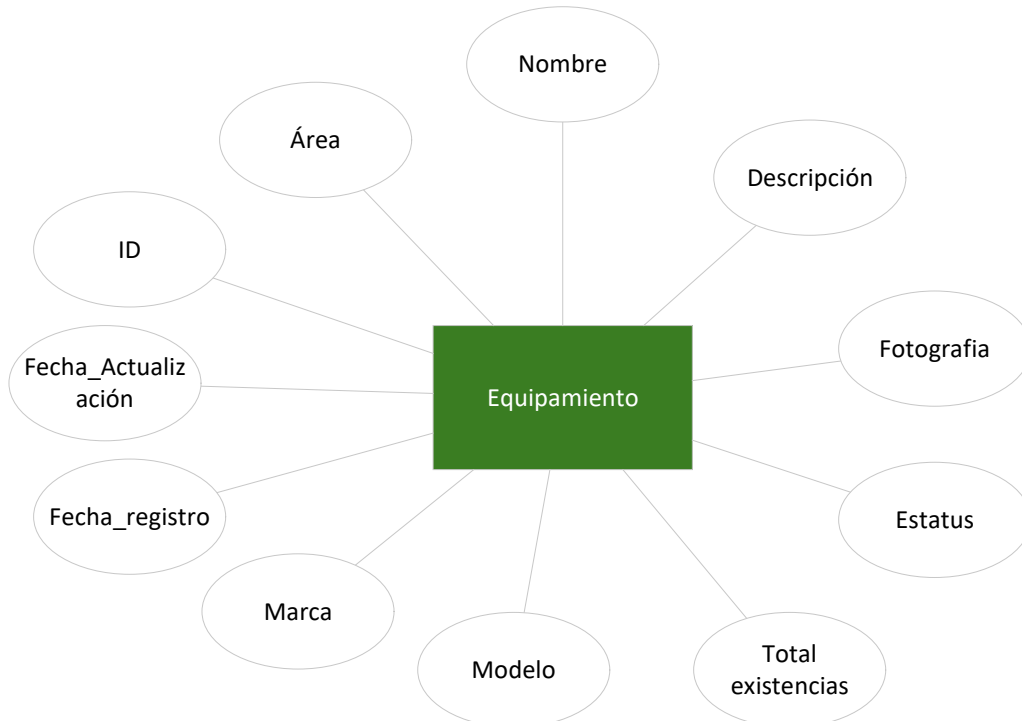 Nombre
Área
Descripción
ID
Fotografia
Fecha_Actualiz
ación
Equipamiento
Fecha_registro
Estatus
Marca
Modelo
Total
existencias